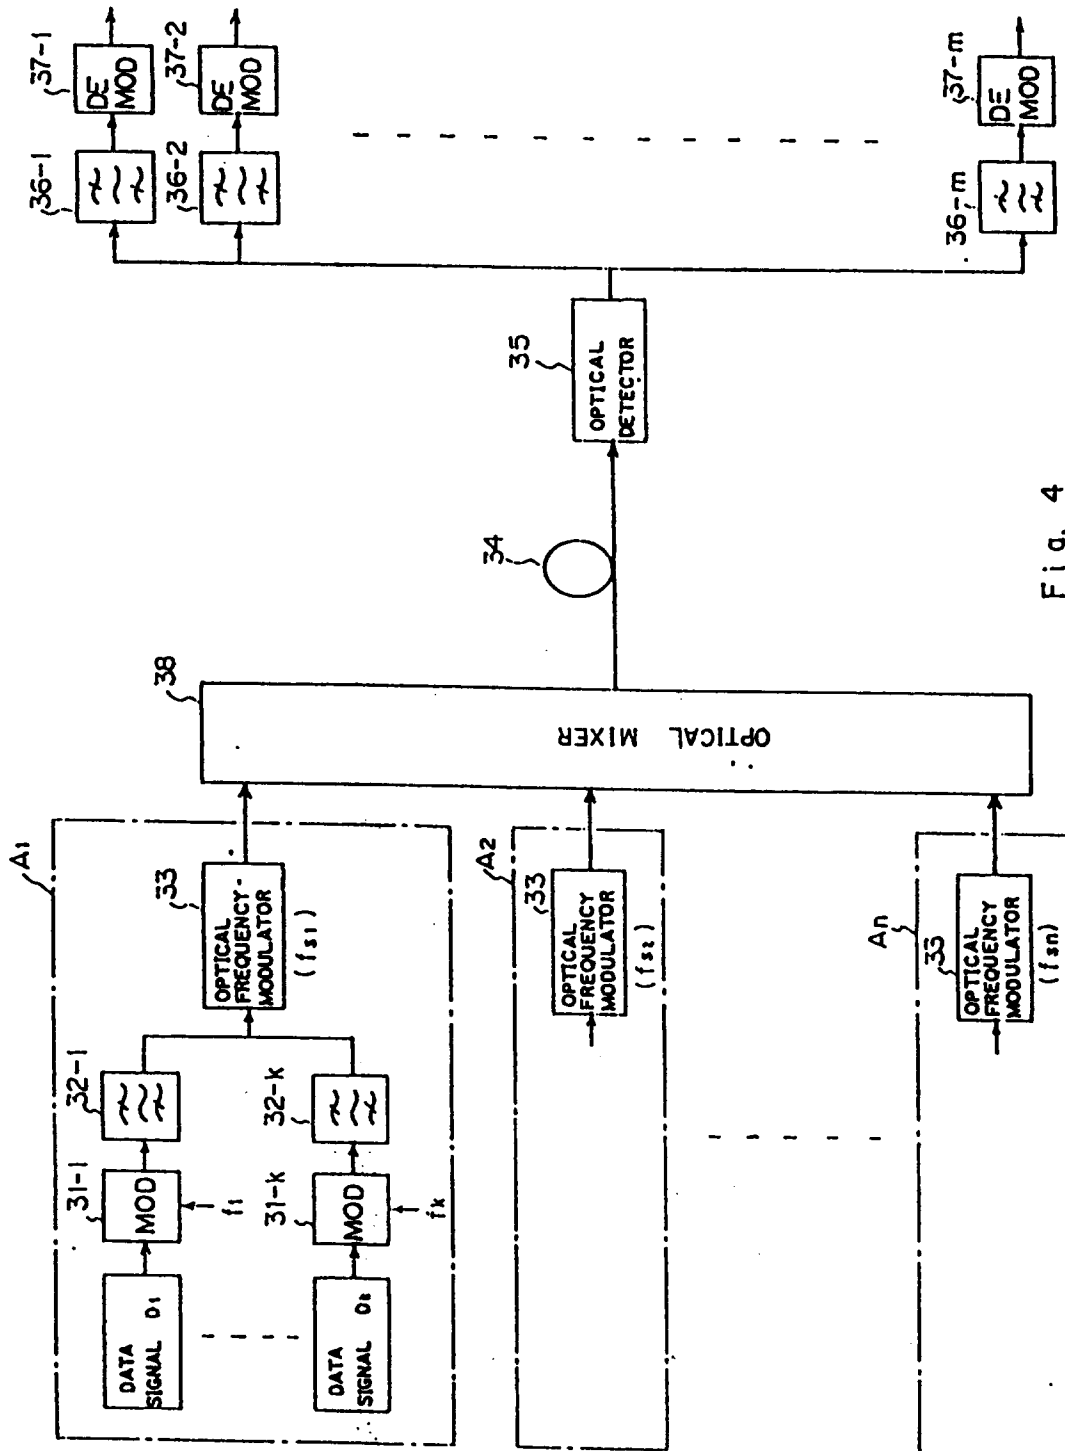 A1
DATA
SIGNAL D1
31-1
MOD
f1
32-1
DATA
SIGNAL Dk
31-k
MOD
fk
32-k
33
OPTICAL
FREQUENCY-
MODULATOR
(fs1)
A2
33
OPTICAL
FREQUENCY
MODULATOR
(fs2)
An
33
OPTICAL
FREQUENCY
MODULATOR
(fsn)
38
OPTICAL MIXER
34
35
OPTICAL
DETECTOR
36-1
37-1
DE
MOD
36-2
37-2
DE
MOD
36-m
37-m
DE
MOD
Fig. 4